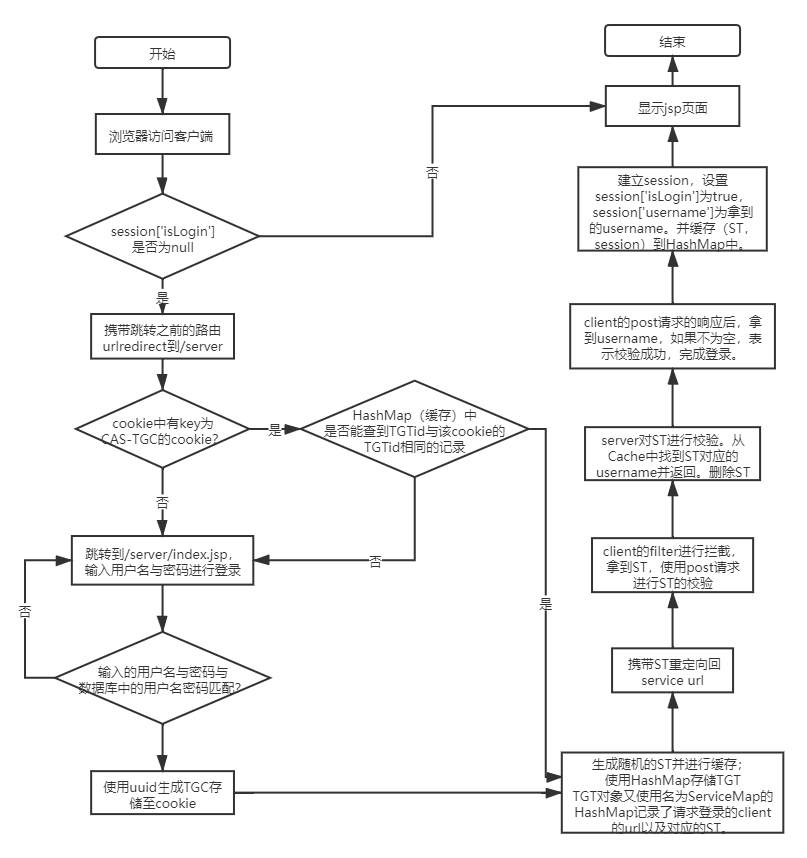 开始
浏览器访问客户端
session['isLogin']
是否为null
否
是
携带跳转之前的路由
urlredirect到/server
cookie中有key为
CAS-TGC的cookie?
是
HashMap（缓存）中
是否能查到TGTid与该cookie的
TGTid相同的记录
否
否
是
跳转到/server/index.jsp，
输入用户名与密码进行登录
否
输入的用户名与密码与
数据库中的用户名密码匹配?
使用uuid生成TGC存
储至cookie
生成随机的ST并进行缓存；
使用HashMap存储TGT
TGT对象又使用名为ServiceMap的
HashMap记录了请求登录的client
的url以及对应的ST。
携带ST重定向回
service url
client的filter进行拦截，
拿到ST，使用post请求
进行ST的校验
server对ST进行校验。从
Cache中找到ST对应的
username并返回。删除ST
client的post请求的响应后，拿
到username，如果不为空，表
示校验成功，完成登录。
建立session，设置
session['isLogin']为true，
session['username']为拿到
的username。并缓存（ST，
session）到HashMap中。
显示jsp页面
结束